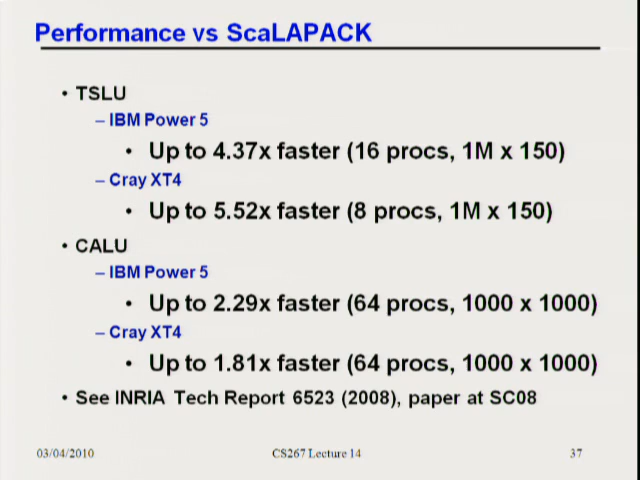 Performance vs ScaLAPACK
• TSLU
– IBM Power 5
• Up to 4.37x faster (16 procs, 1M x 150)
– Cray XT4
• Up to 5.52x faster (8 procs, 1M x 150)
• CALU
– IBM Power 5
• Up to 2.29x faster (64 procs, 1000 x 1000)
– Cray XT4
• Up to 1.81x faster (64 procs, 1000 x 1000)
• See INRIA Tech Report 6523 (2008), paper at SC08
03/04/2010 CS267 Lecture 14 37